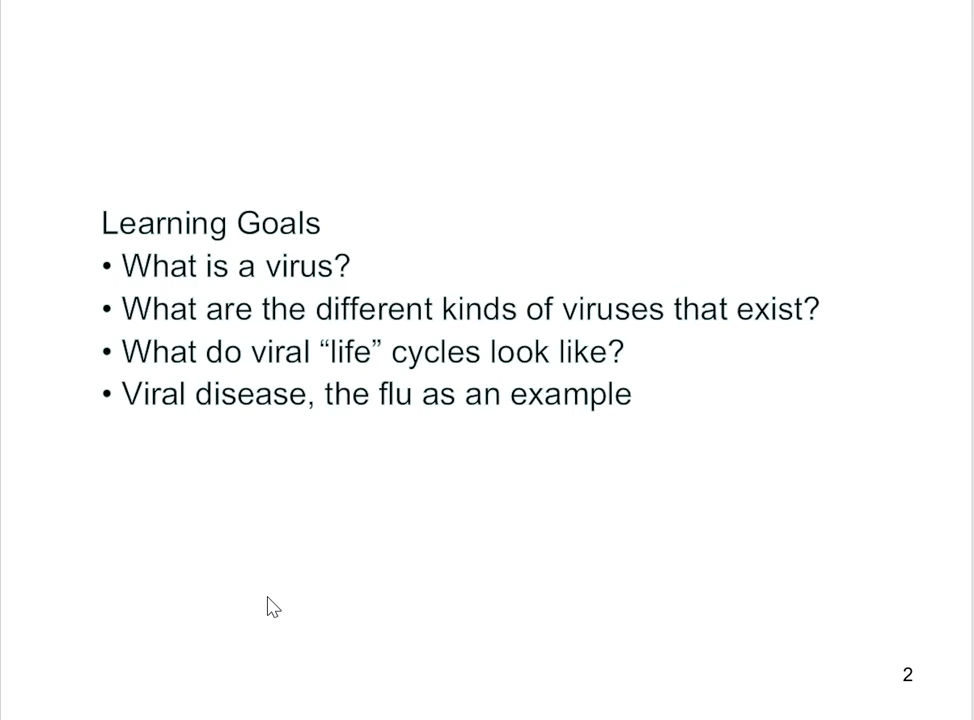 Learning Goals
• What is a virus?
• What are the different kinds of viruses that exist?
• What do viral “life” cycles look like?
• Viral disease, the flu as an example
2